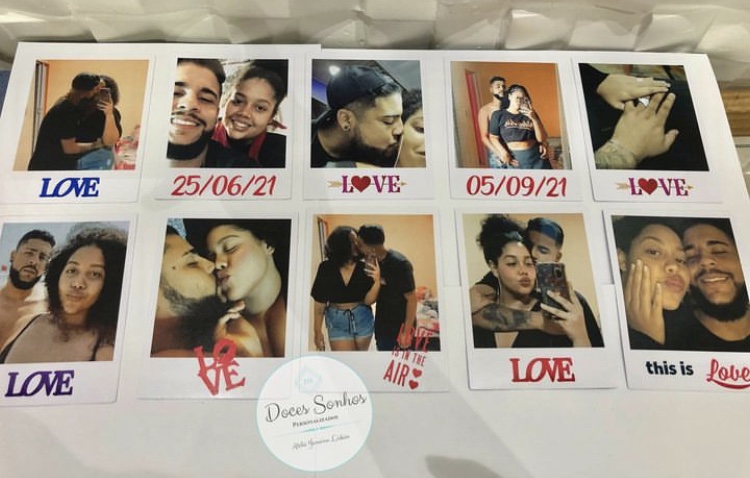 LOVE
25/06/21
LOVE
05/09/21
LOVE
LOVE
LOVE
LOVE
IS IN THE
AIR
LOVE
this is Love
Doces Sonhos
PERSONALIZADOS